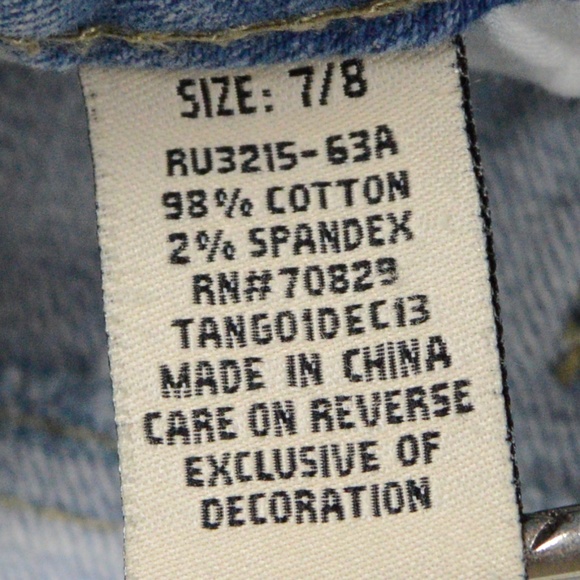 SIZE: 7/8
RU3215-63A
98% COTTON
2% SPANDEX
RN#70829
TANGO1DEC13
MADE IN CHINA
CARE ON REVERSE
EXCLUSIVE OF
DECORATION